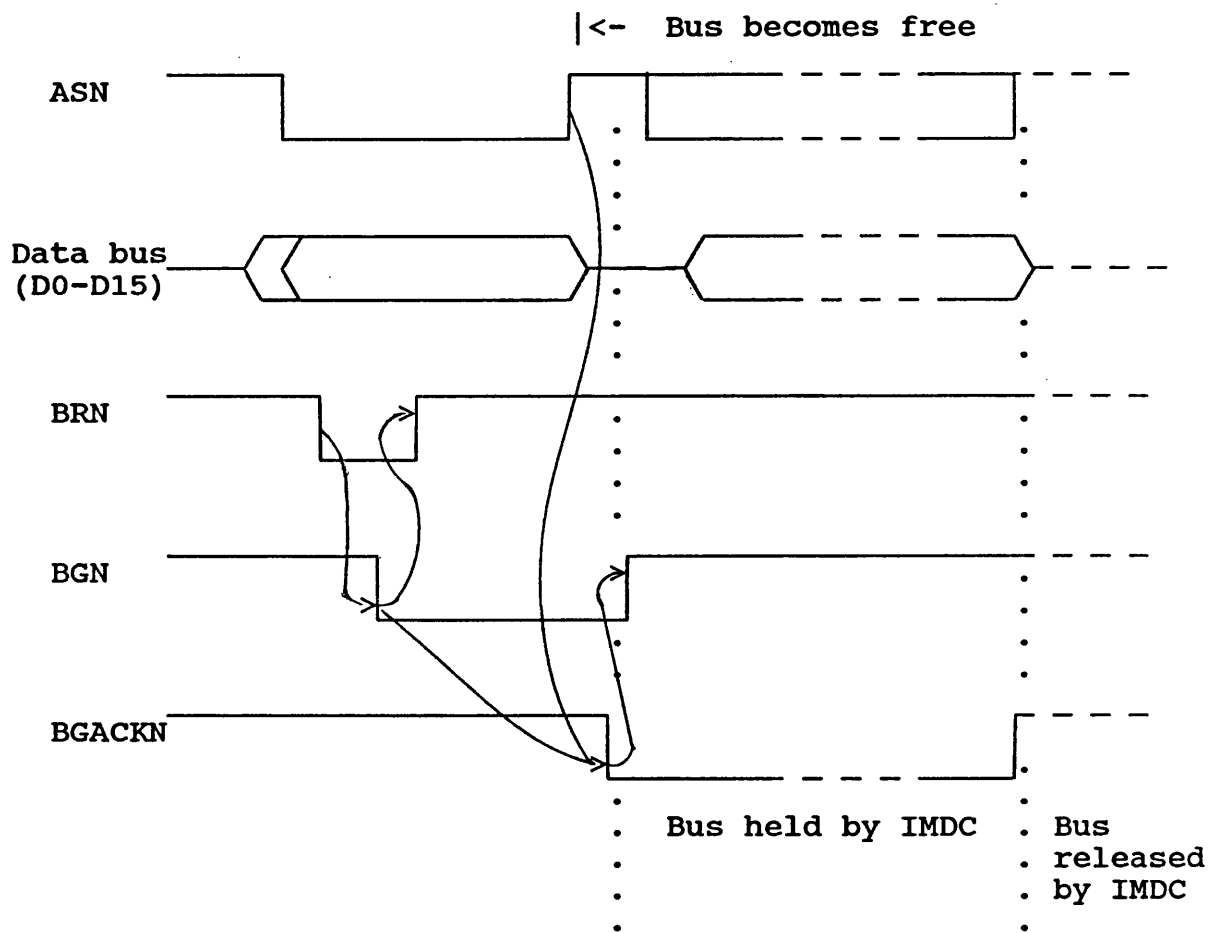 |<- Bus becomes free
ASN
Data bus
(D0-D15)
BRN
BGN
BGACKN
Bus held by IMDC
Bus
released
by IMDC